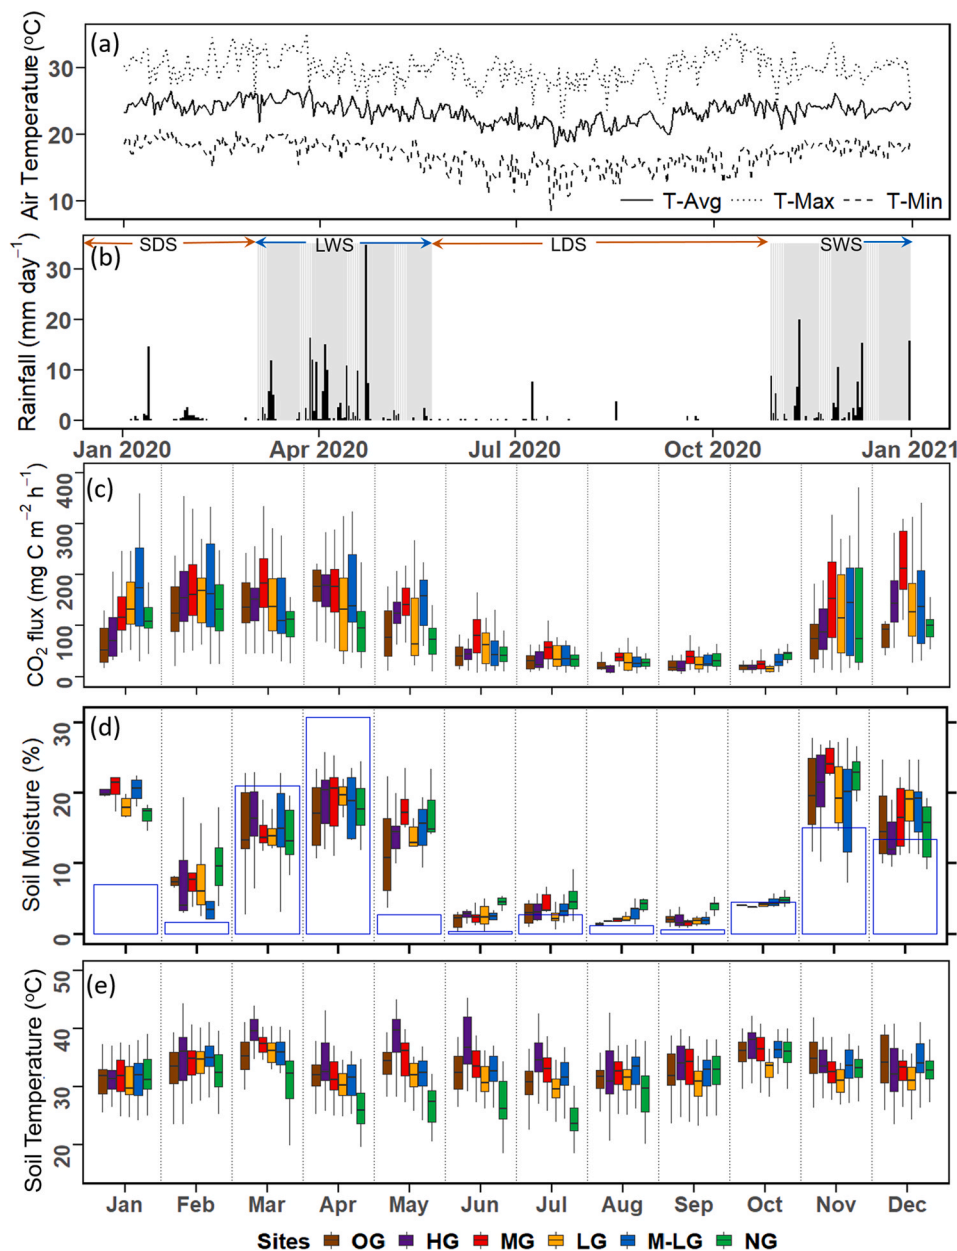 (a)
Air Temperature (°C)
30
20
10
T-Avg T-Max T-Min
(b)
SDS LWS LDS SWS
Rainfall (mm day⁻¹)
30
20
10
0
Jan 2020 Apr 2020 Jul 2020 Oct 2020 Jan 2021
(c)
CO₂ flux (mg C m⁻² h⁻¹)
400
300
200
100
0
(d)
Soil Moisture (%)
30
20
10
0
(e)
Soil Temperature (°C)
50
40
30
20
Jan Feb Mar Apr May Jun Jul Aug Sep Oct Nov Dec
Sites OG HG MG LG M-LG NG